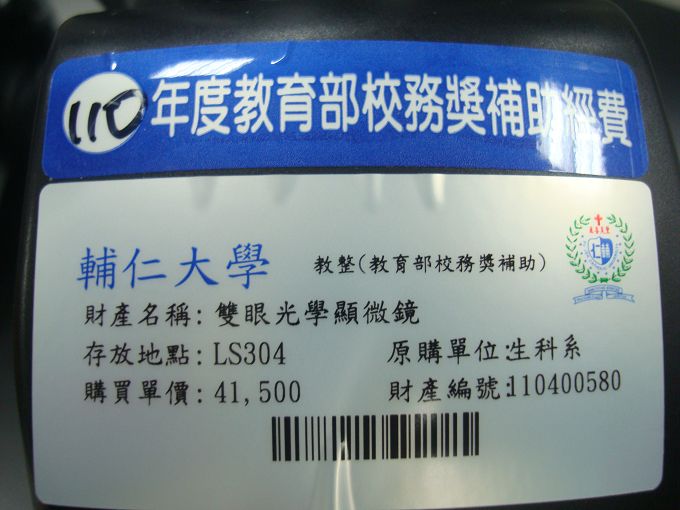 110年度教育部校務獎補助經費
輔仁大學 教整(教育部校務獎補助)
財產名稱: 雙眼光學顯微鏡
存放地點: LS304 原購單位:生科系
購買單價: 41,500 財產編號:110400580